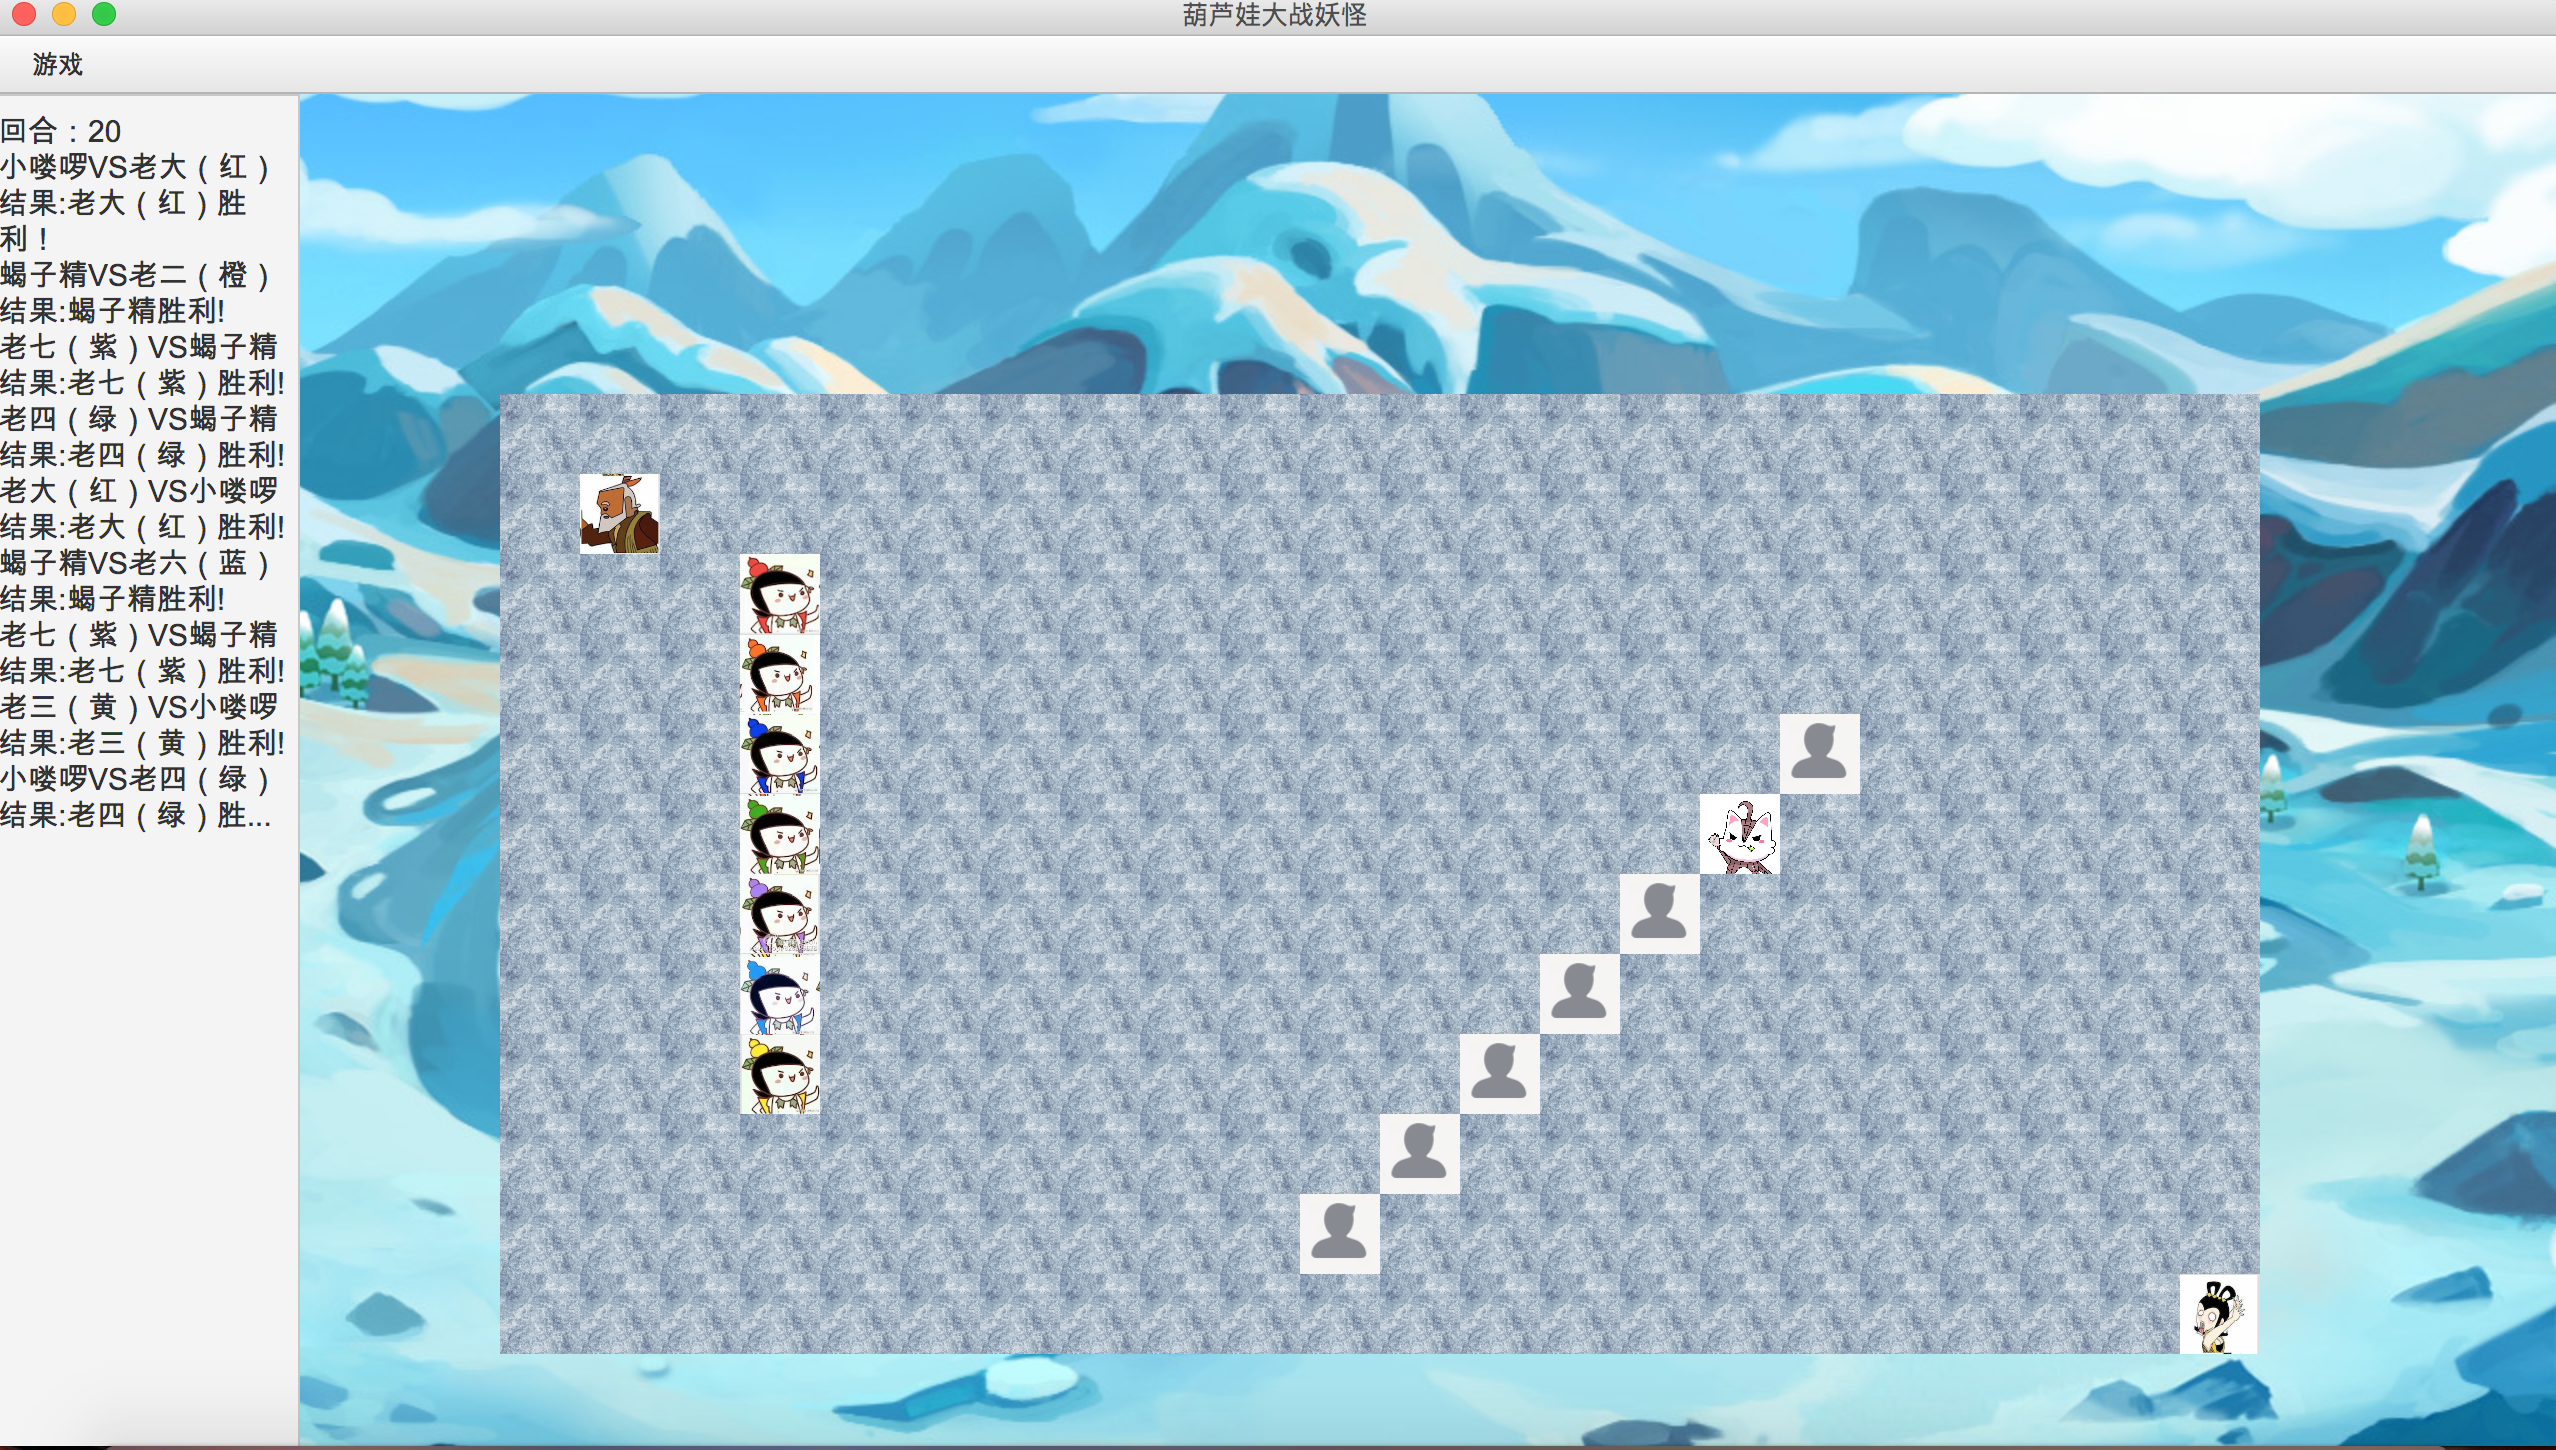 葫芦娃大战妖怪
游戏
回合：20
小喽啰VS老大（红）
结果:老大（红）胜
利！
蝎子精VS老二（橙）
结果:蝎子精胜利!
老七（紫）VS蝎子精
结果:老七（紫）胜利!
老四（绿）VS蝎子精
结果:老四（绿）胜利!
老大（红）VS小喽啰
结果:老大（红）胜利!
蝎子精VS老六（蓝）
结果:蝎子精胜利!
老七（紫）VS蝎子精
结果:老七（紫）胜利!
老三（黄）VS小喽啰
结果:老三（黄）胜利!
小喽啰VS老四（绿）
结果:老四（绿）胜...